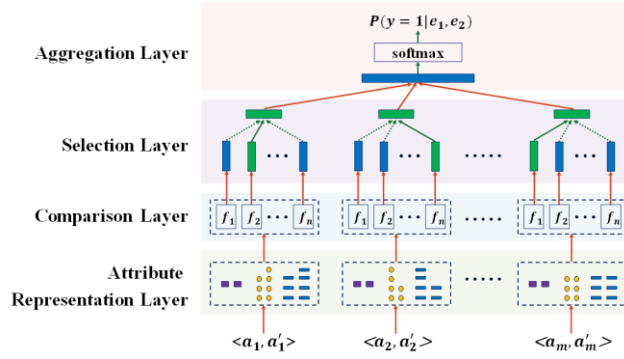 P(y = 1|e₁, e₂)
Aggregation Layer
softmax
Selection Layer
Comparison Layer
f₁ f₂ ··· fₙ f₁ f₂ ··· fₙ ····· f₁ f₂ ··· fₙ
Attribute
Representation Layer
<a₁, a′₁> <a₂, a′₂> <aₘ, a′ₘ>